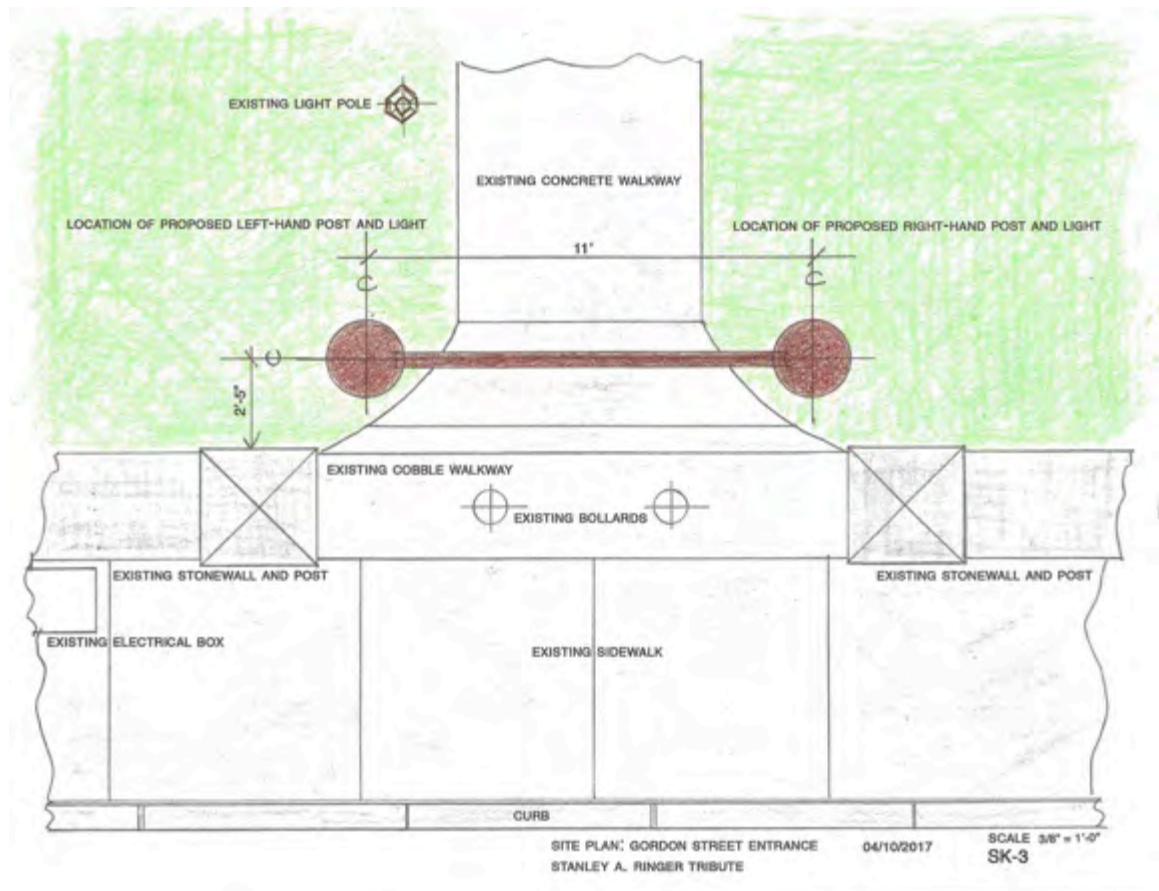 EXISTING LIGHT POLE
EXISTING CONCRETE WALKWAY
LOCATION OF PROPOSED LEFT-HAND POST AND LIGHT
LOCATION OF PROPOSED RIGHT-HAND POST AND LIGHT
11'
2'-5"
EXISTING COBBLE WALKWAY
EXISTING BOLLARDS
EXISTING STONEWALL AND POST
EXISTING STONEWALL AND POST
EXISTING ELECTRICAL BOX
EXISTING SIDEWALK
CURB
SITE PLAN: GORDON STREET ENTRANCE
04/10/2017
SCALE 3/8" = 1'-0"
STANLEY A. RINGER TRIBUTE
SK-3